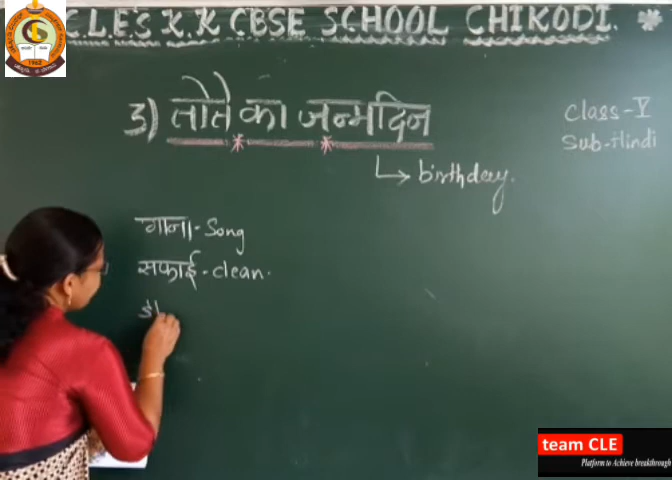 C.L.E'S K.K CBSE SCHOOL CHIKODI.
3) तोते का जन्मदिन
Class-V
Sub-Hindi
birthday.
गाना - Song
सफाई - clean.
1962
team CLE
Platform to Achieve breakthrough